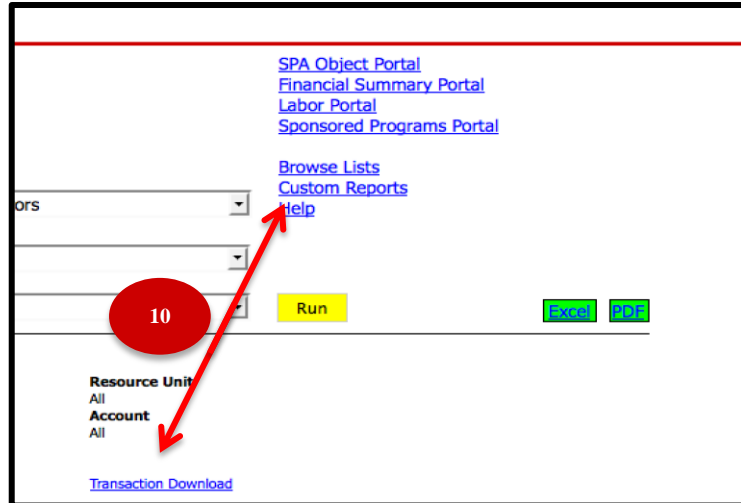 SPA Object Portal
Financial Summary Portal
Labor Portal
Sponsored Programs Portal
Browse Lists
Custom Reports
ors
Help
10
Run
Excel PDF
Resource Unit
All
Account
All
Transaction Download